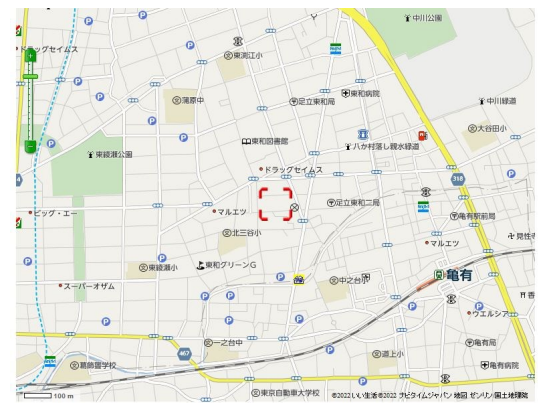 中川公園
ドラッグセイムス
東渕江小
蒲原中
足立東和局
東和病院
中川緑道
大谷田小
東和図書館
八か村落し親水緑道
東綾瀬公園
ドラッグセイムス
318
4
ビッグ・エー
マルエツ
足立東和二局
亀有駅前局
北三谷小
マルエツ
見性寺
東綾瀬小
東和グリーンG
中之台小
亀有
スーパーオザム
香
ウエルシア
467
一之台中
亀有局
葛飾盲学校
道上小
亀有病院
100 m
東京自動車大学校
©2022 いい生活 ©2022 ナビタイムジャパン 地図 ゼンリン/国土地理院